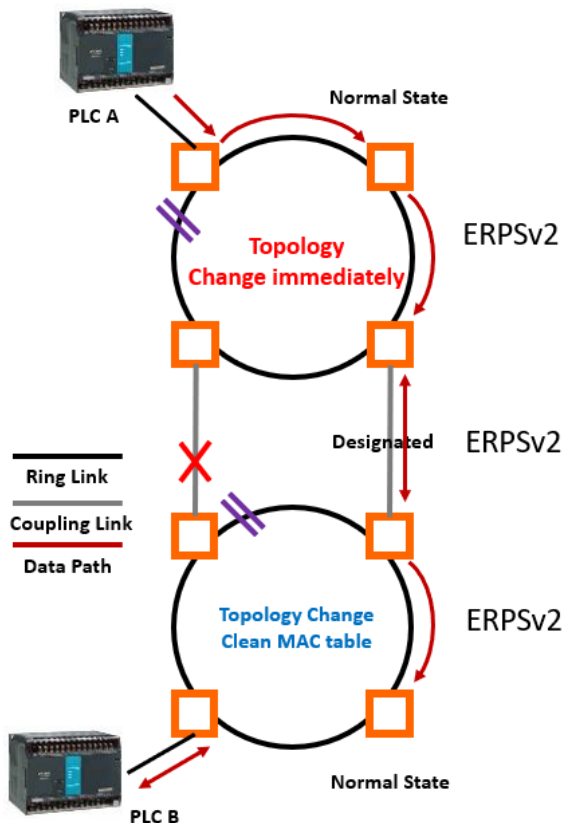 PLC A
Normal State
ERPSv2
Topology
Change immediately
Designated
ERPSv2
Ring Link
Coupling Link
Data Path
Topology Change
Clean MAC table
ERPSv2
Normal State
PLC B